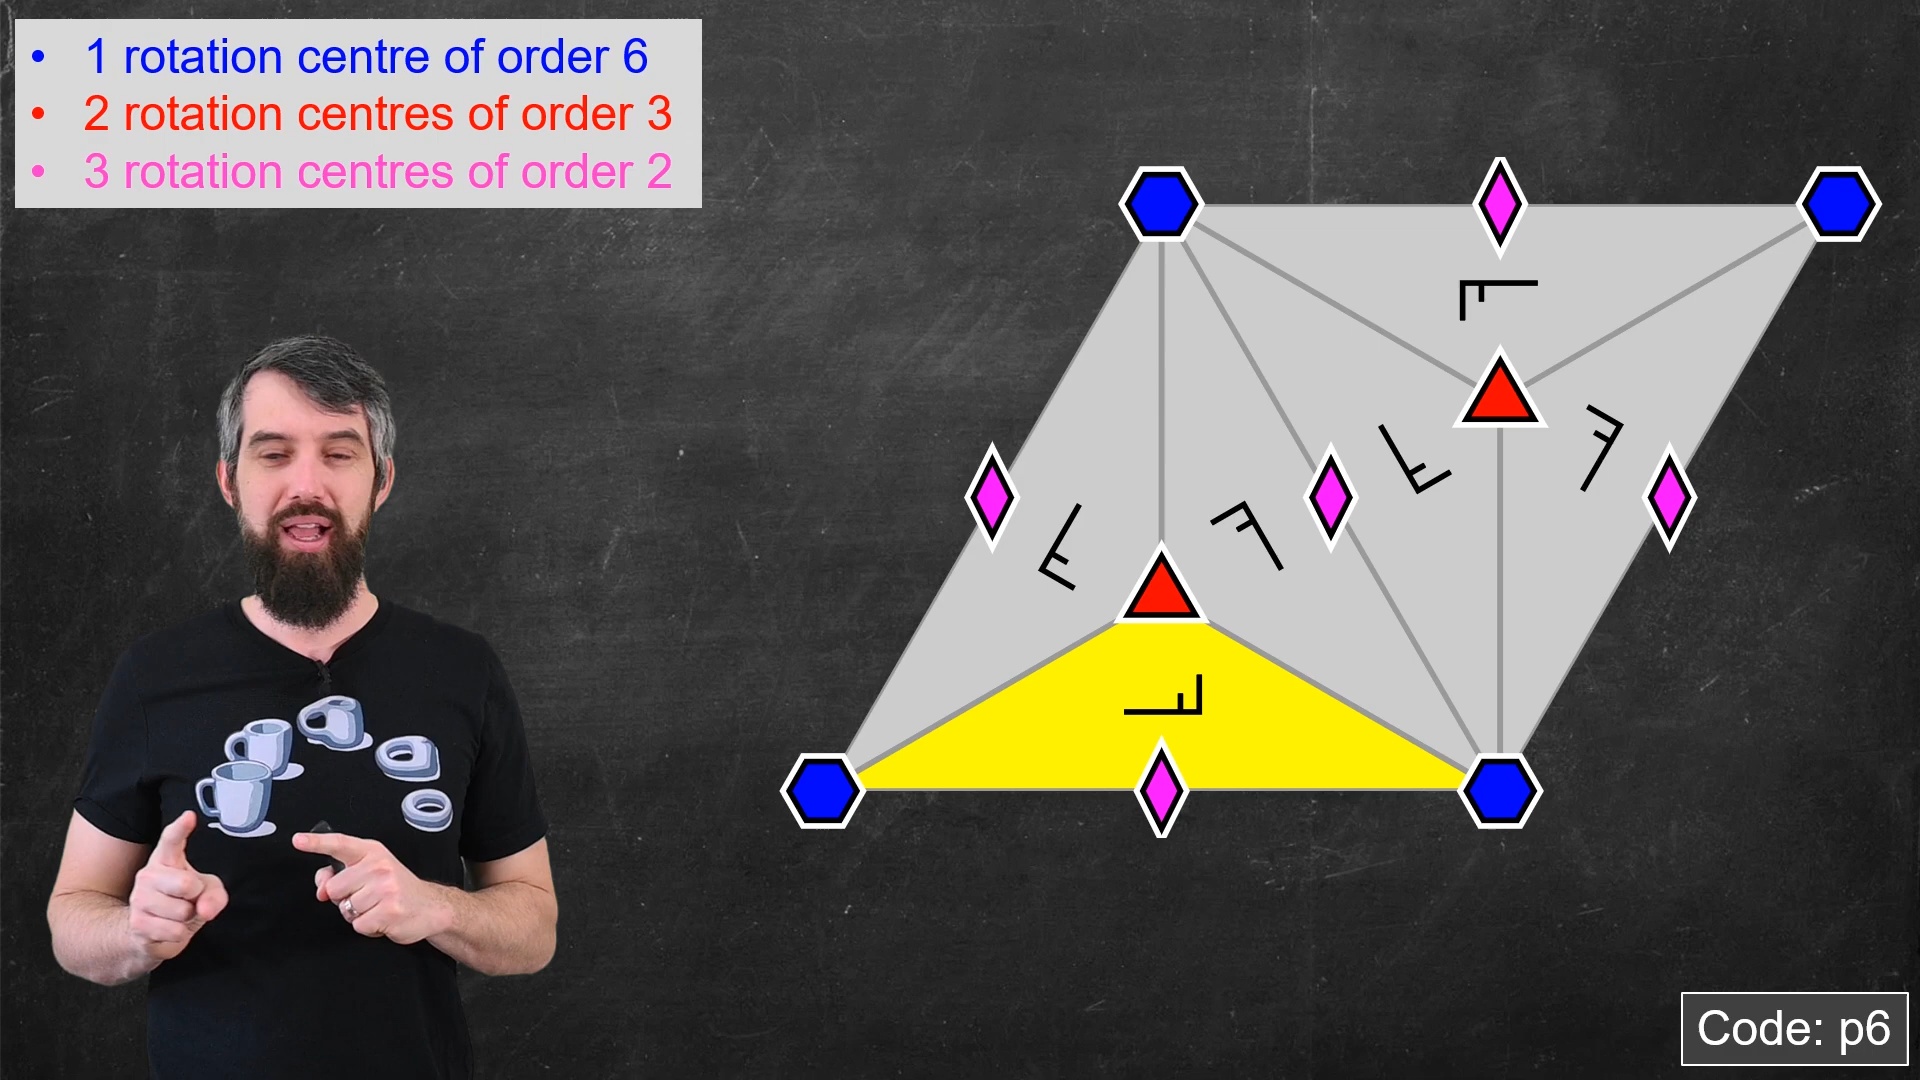 • 1 rotation centre of order 6
• 2 rotation centres of order 3
• 3 rotation centres of order 2
Code: p6